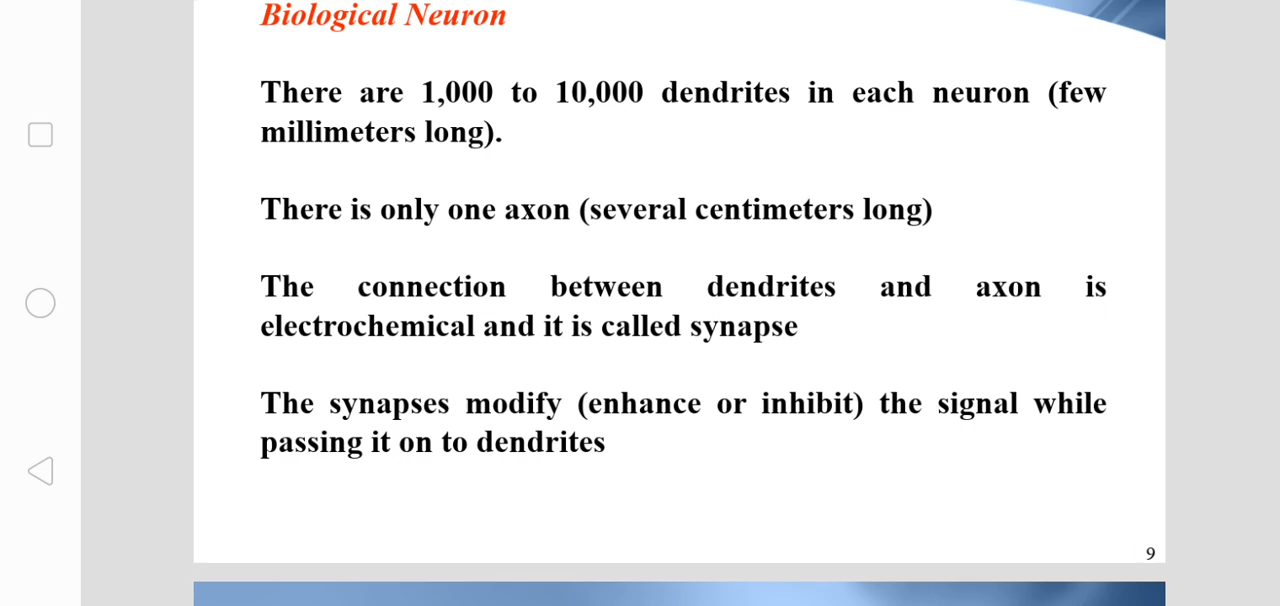 Biological Neuron
There are 1,000 to 10,000 dendrites in each neuron (few
millimeters long).
There is only one axon (several centimeters long)
The connection between dendrites and axon is
electrochemical and it is called synapse
The synapses modify (enhance or inhibit) the signal while
passing it on to dendrites
9